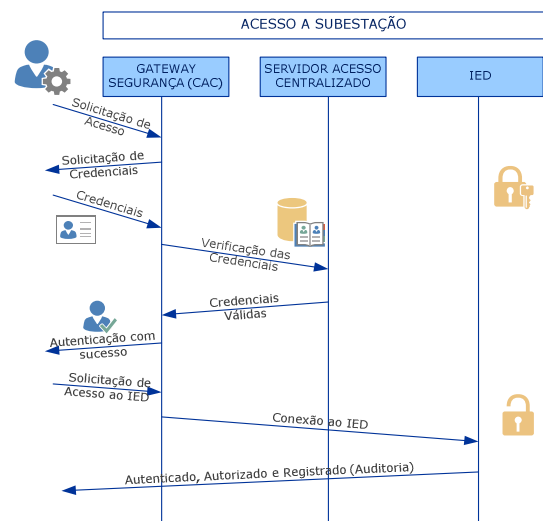 ACESSO A SUBESTAÇÃO
GATEWAY
SEGURANÇA (CAC)
SERVIDOR ACESSO
CENTRALIZADO
IED
Solicitação de
Acesso
Solicitação de
Credenciais
Credenciais
Verificação das
Credenciais
Credenciais
Válidas
Autenticação com
sucesso
Solicitação de
Acesso ao IED
Conexão ao IED
Autenticado, Autorizado e Registrado (Auditoria)